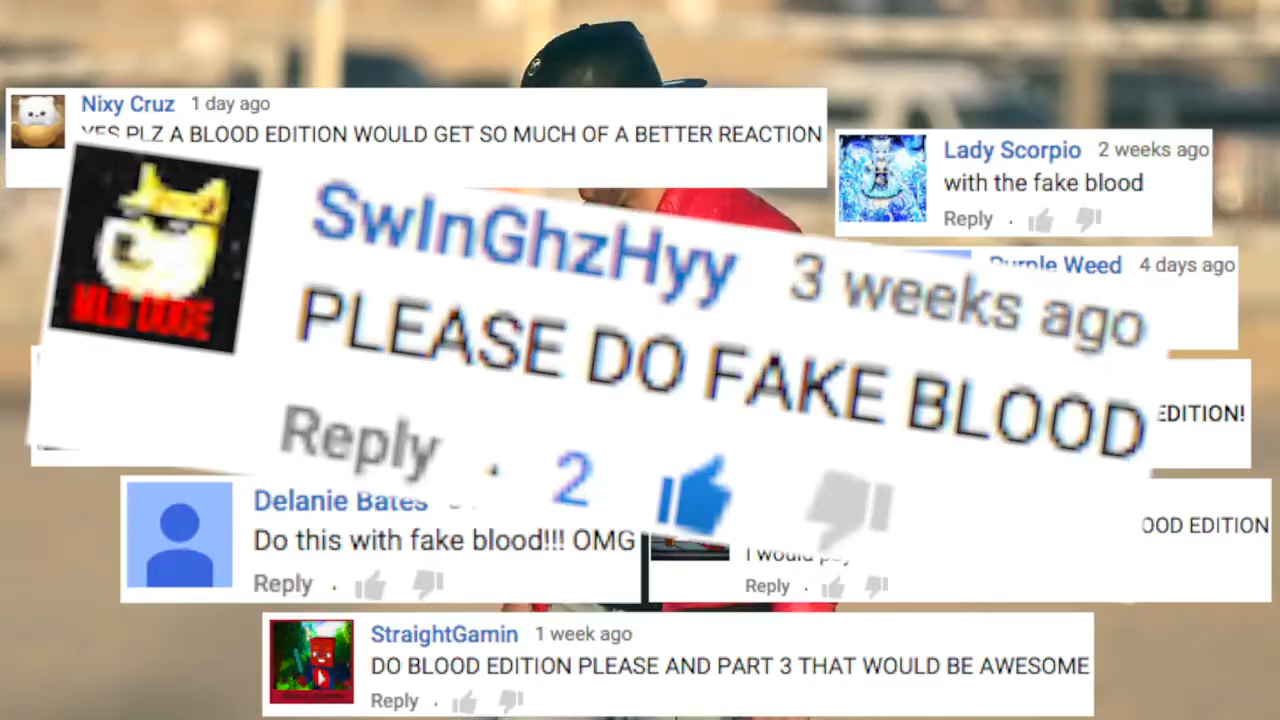 Nixy Cruz 1 day ago
YES PLZ A BLOOD EDITION WOULD GET SO MUCH OF A BETTER REACTION
Lady Scorpio 2 weeks ago
with the fake blood
Reply
SwInGhzHyy 3 weeks ago
PLEASE DO FAKE BLOOD
Reply · 2
Purple Weed 4 days ago
EDITION!
OOD EDITION
Delanie Bates
Do this with fake blood!!! OMG
Reply
I would pay
Reply
StraightGamin 1 week ago
DO BLOOD EDITION PLEASE AND PART 3 THAT WOULD BE AWESOME
Reply